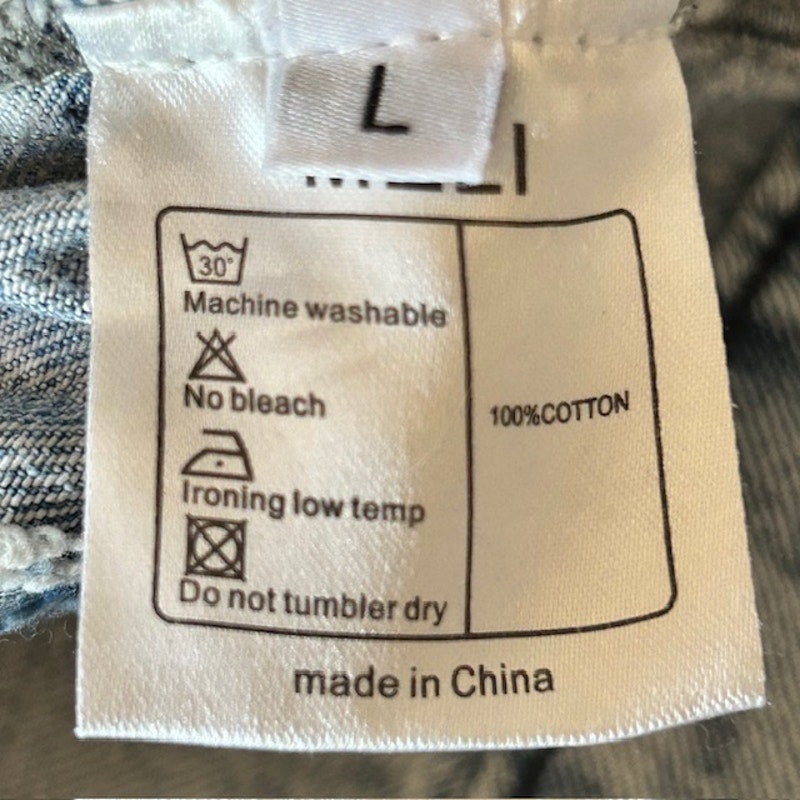 L
30°
Machine washable
No bleach
Ironing low temp
Do not tumbler dry
100%COTTON
made in China